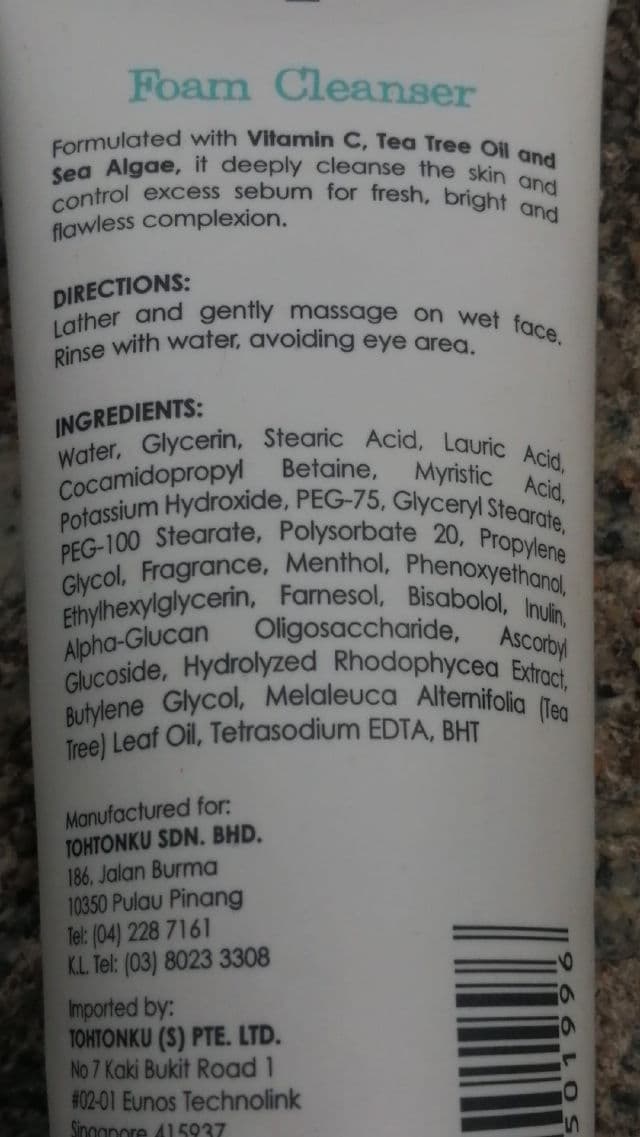 Foam Cleanser
Formulated with Vitamin C, Tea Tree Oil and
Sea Algae, it deeply cleanse the skin and
control excess sebum for fresh, bright and
flawless complexion.
DIRECTIONS:
Lather and gently massage on wet face.
Rinse with water, avoiding eye area.
INGREDIENTS:
Water, Glycerin, Stearic Acid, Lauric Acid,
Cocamidopropyl Betaine, Myristic Acid,
Potassium Hydroxide, PEG-75, Glyceryl Stearate,
PEG-100 Stearate, Polysorbate 20, Propylene
Glycol, Fragrance, Menthol, Phenoxyethanol,
Ethylhexylglycerin, Farnesol, Bisabolol, Inulin,
Alpha-Glucan Oligosaccharide, Ascorbyl
Glucoside, Hydrolyzed Rhodophycea Extract,
Butylene Glycol, Melaleuca Alternifolia (Tea
Tree) Leaf Oil, Tetrasodium EDTA, BHT
Manufactured for:
TOHTONKU SDN. BHD.
186, Jalan Burma
10350 Pulau Pinang
Tel: (04) 228 7161
K.L. Tel: (03) 8023 3308
Imported by:
TOHTONKU (S) PTE. LTD.
No 7 Kaki Bukit Road 1
#02-01 Eunos Technolink
Singapore 415937
501996